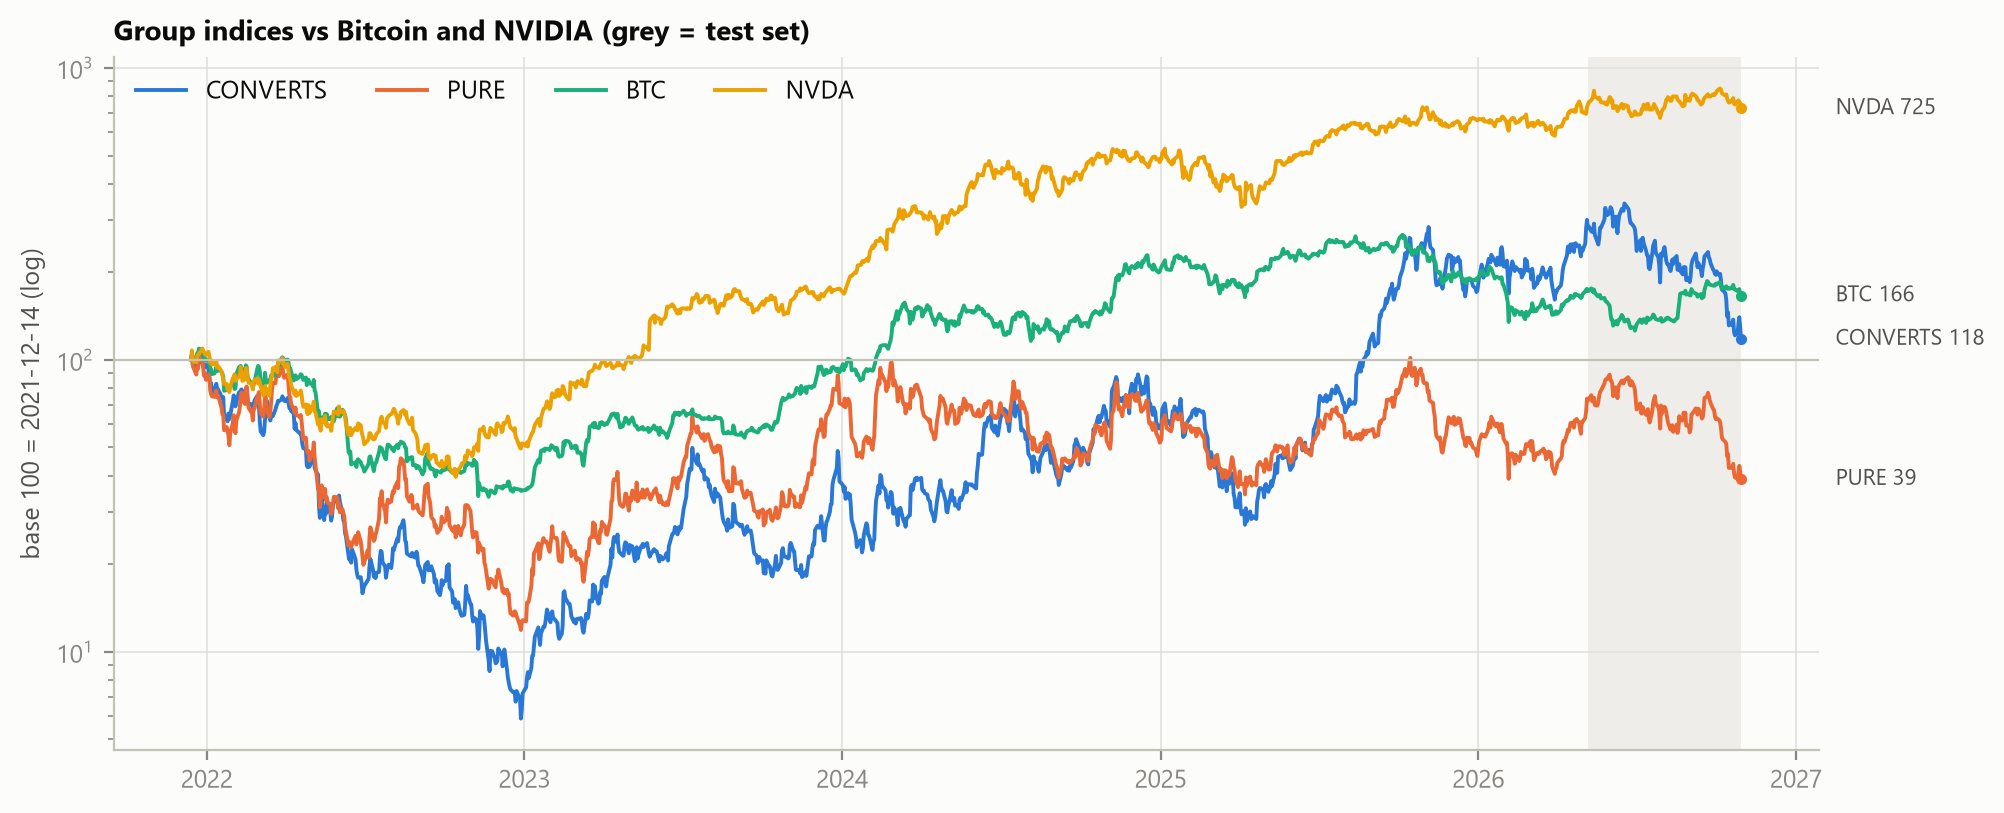 Group indices vs Bitcoin and NVIDIA (grey = test set)
CONVERTS PURE BTC NVDA
10³
10²
10¹
base 100 = 2021-12-14 (log)
NVDA 725
BTC 166
CONVERTS 118
PURE 39
2022 2023 2024 2025 2026 2027